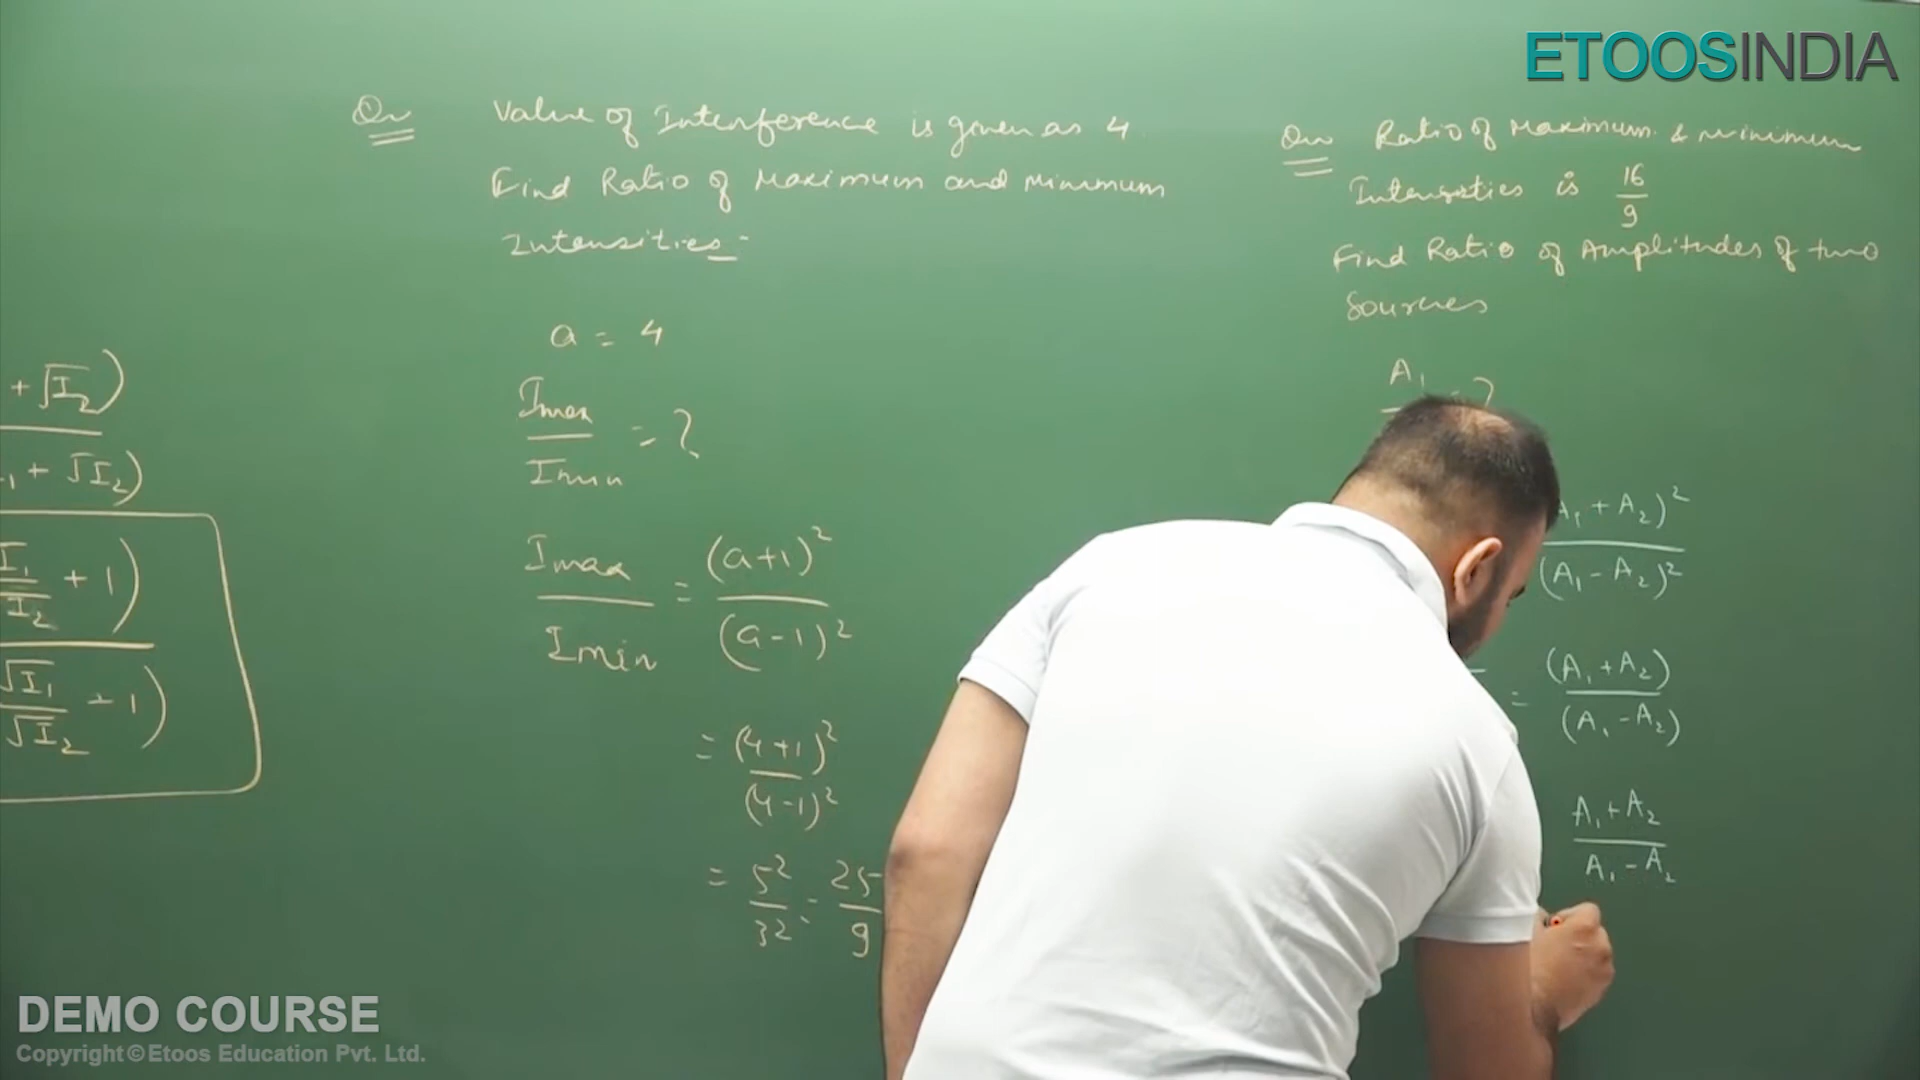 ETOOSINDIA
Qn Value of Interference is given as 4
Find Ratio of Maximum and Minimum
Intensities
a = 4
Imax
Imin
= ?
Imax
Imin
= (a+1)²
(a-1)²
= (4+1)²
(4-1)²
= 5²
3²
= 25
9
+ √I₂)
+ √I₂)
I₁
I₂
+ 1)
√I₁
√I₂
- 1)
Qn Ratio of Maximum & Minimum
Intensities is 16
9
Find Ratio of Amplitudes of two
Sources
A₁
= ?
A₁ + A₂)²
(A₁ - A₂)²
= (A₁ + A₂)
(A₁ - A₂)
A₁ + A₂
A₁ - A₂
DEMO COURSE
Copyright © Etoos Education Pvt. Ltd.